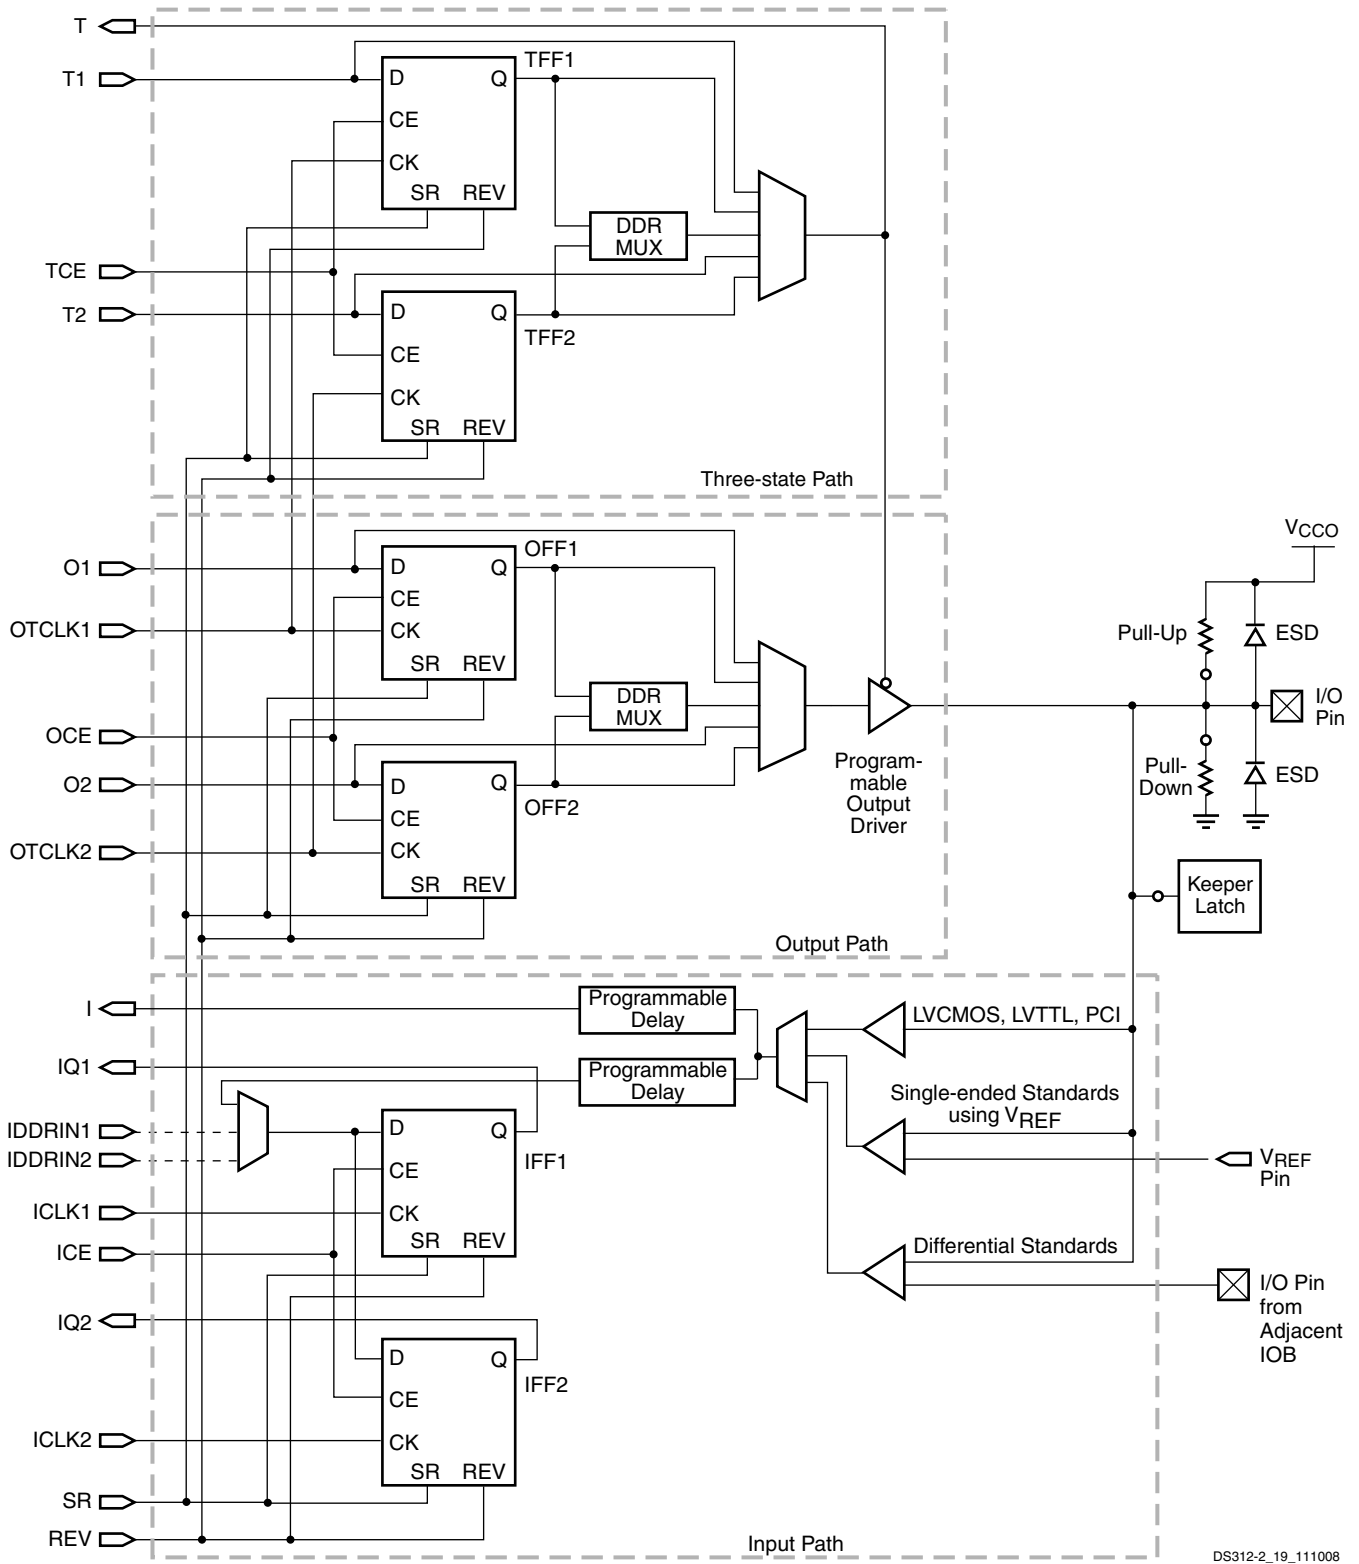 T
T1
D
Q
TFF1
CE
CK
SR REV
DDR
MUX
TCE
T2
D
Q
TFF2
CE
CK
SR REV
Three-state Path
O1
D
Q
OFF1
CE
OTCLK1
CK
SR REV
DDR
MUX
OCE
O2
D
Q
OFF2
CE
OTCLK2
CK
SR REV
Program-
mable
Output
Driver
Output Path
VCCO
Pull-Up
ESD
I/O
Pin
Pull-
Down
ESD
Keeper
Latch
I
Programmable
Delay
LVCMOS, LVTTL, PCI
IQ1
Programmable
Delay
Single-ended Standards
using VREF
IDDRIN1
IDDRIN2
D
Q
IFF1
CE
VREF
Pin
ICLK1
CK
SR REV
ICE
Differential Standards
I/O Pin
from
Adjacent
IOB
IQ2
D
Q
IFF2
CE
ICLK2
CK
SR REV
SR
REV
Input Path
DS312-2_19_111008